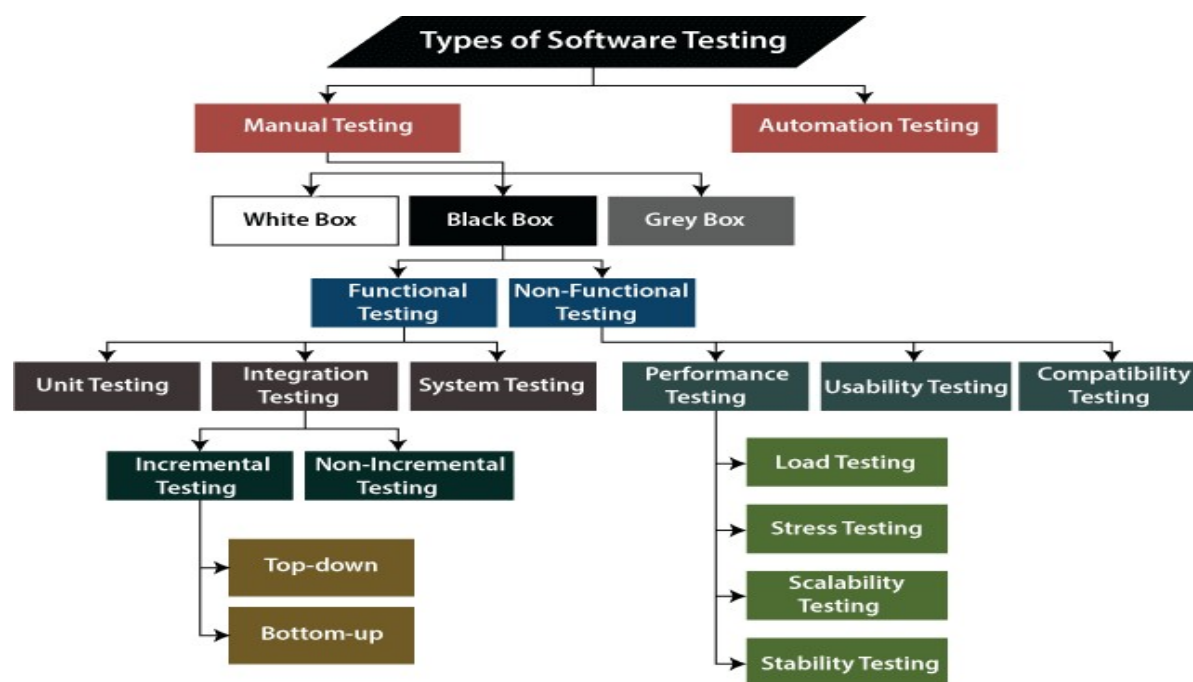 Types of Software Testing
Manual Testing
Automation Testing
White Box
Black Box
Grey Box
Functional
Testing
Non-Functional
Testing
Unit Testing
Integration
Testing
System Testing
Performance
Testing
Usability Testing
Compatibility
Testing
Incremental
Testing
Non-Incremental
Testing
Load Testing
Stress Testing
Scalability
Testing
Stability Testing
Top-down
Bottom-up